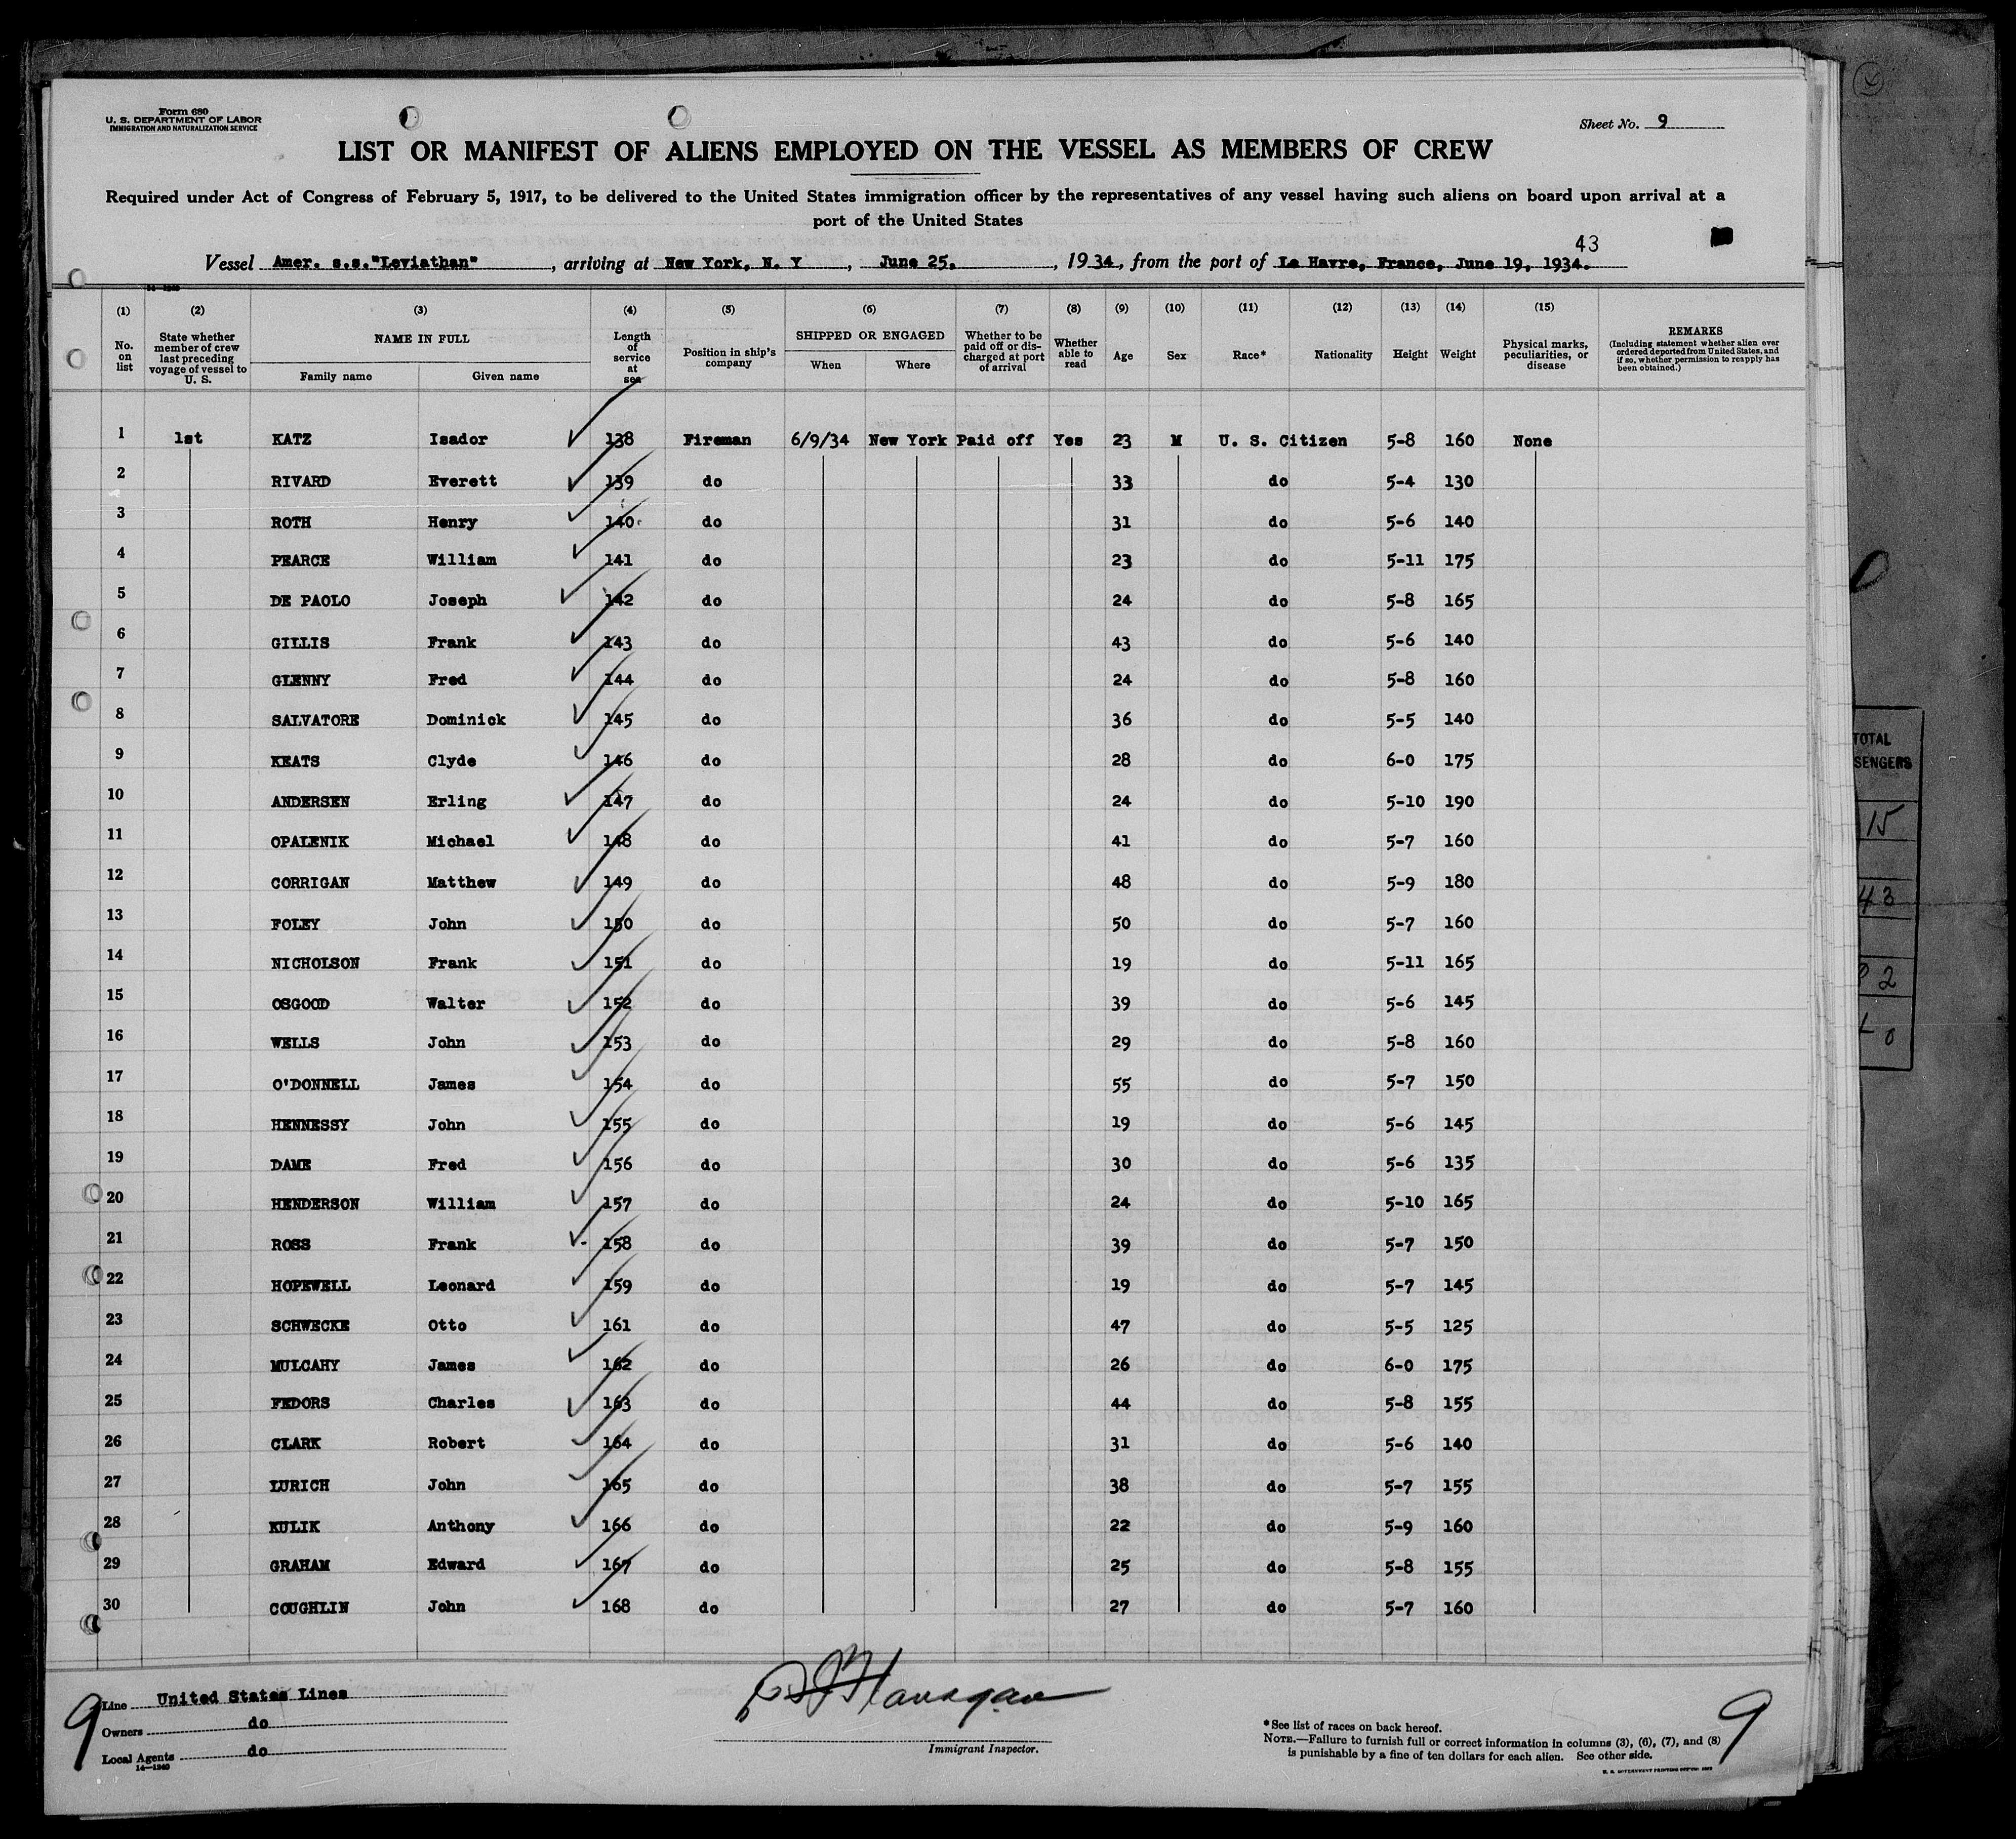 Form 680
U. S. DEPARTMENT OF LABOR
IMMIGRATION AND NATURALIZATION SERVICE
Sheet No. 9
LIST OR MANIFEST OF ALIENS EMPLOYED ON THE VESSEL AS MEMBERS OF CREW
Required under Act of Congress of February 5, 1917, to be delivered to the United States immigration officer by the representatives of any vessel having such aliens on board upon arrival at a
port of the United States
43
Vessel Amer. s.s."Leviathan", arriving at New York, N. Y, June 25, 1934, from the port of Le Havre, France, June 19, 1934.
(1) (2) (3) (4) (5) (6) (7) (8) (9) (10) (11) (12) (13) (14) (15)
No. on list
State whether member of crew last preceding voyage of vessel to U. S.
NAME IN FULL
Family name Given name
Length of service at sea
Position in ship's company
SHIPPED OR ENGAGED
When Where
Whether to be paid off or discharged at port of arrival
Whether able to read
Age Sex Race* Nationality Height Weight
Physical marks, peculiarities, or disease
REMARKS
(Including statement whether alien ever ordered deported from United States, and if so, whether permission to reapply has been obtained.)
1 1st KATZ Isador 138 Fireman 6/9/34 New York Paid off Yes 23 M U. S. Citizen 5-8 160 None
2 RIVARD Everett 139 do 33 do 5-4 130
3 ROTH Henry 140 do 31 do 5-6 140
4 PEARCE William 141 do 23 do 5-11 175
5 DE PAOLO Joseph 142 do 24 do 5-8 165
6 GILLIS Frank 143 do 43 do 5-6 140
7 GLENNY Fred 144 do 24 do 5-8 160
8 SALVATORE Dominick 145 do 36 do 5-5 140
9 KEATS Clyde 146 do 28 do 6-0 175
10 ANDERSEN Erling 147 do 24 do 5-10 190
11 OPALENIK Michael 148 do 41 do 5-7 160
12 CORRIGAN Matthew 149 do 48 do 5-9 180
13 FOLEY John 150 do 50 do 5-7 160
14 NICHOLSON Frank 151 do 19 do 5-11 165
15 OSGOOD Walter 152 do 39 do 5-6 145
16 WELLS John 153 do 29 do 5-8 160
17 O'DONNELL James 154 do 55 do 5-7 150
18 HENNESSY John 155 do 19 do 5-6 145
19 DAME Fred 156 do 30 do 5-6 135
20 HENDERSON William 157 do 24 do 5-10 165
21 ROSS Frank 158 do 39 do 5-7 150
22 HOPEWELL Leonard 159 do 19 do 5-7 145
23 SCHWECKE Otto 161 do 47 do 5-5 125
24 MULCAHY James 162 do 26 do 6-0 175
25 FEDORS Charles 163 do 44 do 5-8 155
26 CLARK Robert 164 do 31 do 5-6 140
27 LURICH John 165 do 38 do 5-7 155
28 KULIK Anthony 166 do 22 do 5-9 160
29 GRAHAM Edward 167 do 25 do 5-8 155
30 COUGHLIN John 168 do 27 do 5-7 160
9
Line United States Lines
Owners do
Local Agents do
14—1240
Flanagan
Immigrant Inspector.
*See list of races on back hereof.
NOTE.—Failure to furnish full or correct information in columns (3), (6), (7), and (8)
is punishable by a fine of ten dollars for each alien. See other side.
9
TOTAL
SENGERS
15
43
2
0